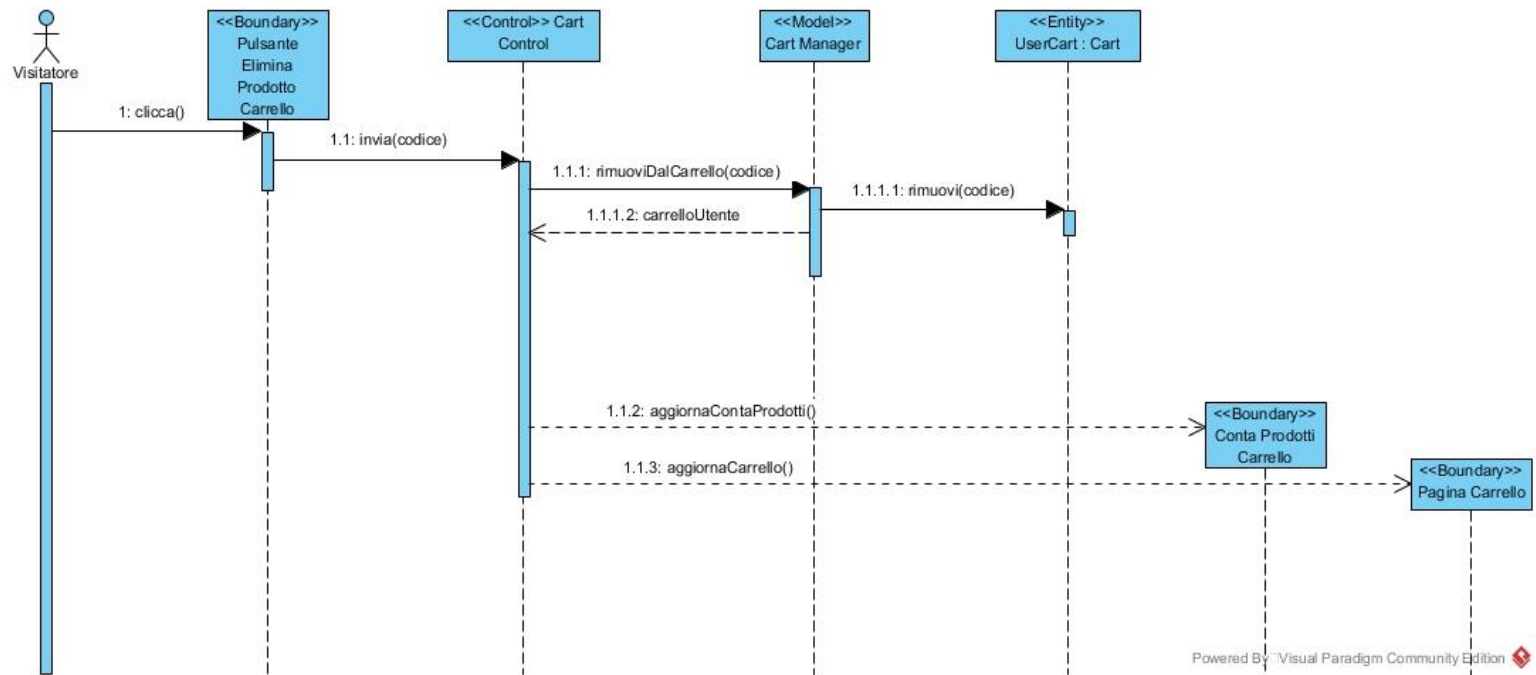 Visitatore
<<Boundary>>
Pulsante
Elimina
Prodotto
Carrello
<<Control>> Cart
Control
<<Model>>
Cart Manager
<<Entity>>
UserCart : Cart
1: clicca()
1.1: invia(codice)
1.1.1: rimuoviDalCarrello(codice)
1.1.1.1: rimuovi(codice)
1.1.1.2: carrelloUtente
1.1.2: aggiornaContaProdotti()
<<Boundary>>
Conta Prodotti
Carrello
1.1.3: aggiornaCarrello()
<<Boundary>>
Pagina Carrello
Powered By Visual Paradigm Community Edition